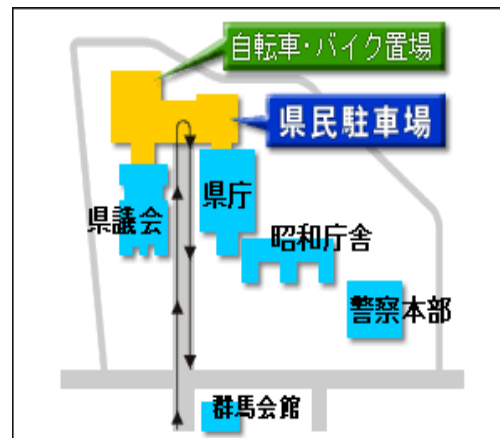 自転車・バイク置場
県民駐車場
県庁
県議会
昭和庁舎
警察本部
群馬会館